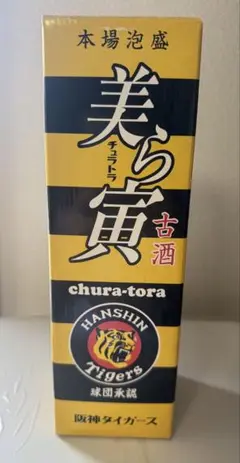 本場泡盛
美ら寅
チュラトラ
古酒
chura-tora
HANSHIN
Tigers
球団承認
阪神タイガース